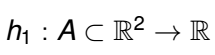 h₁ : A ⊂ ℝ² → ℝ